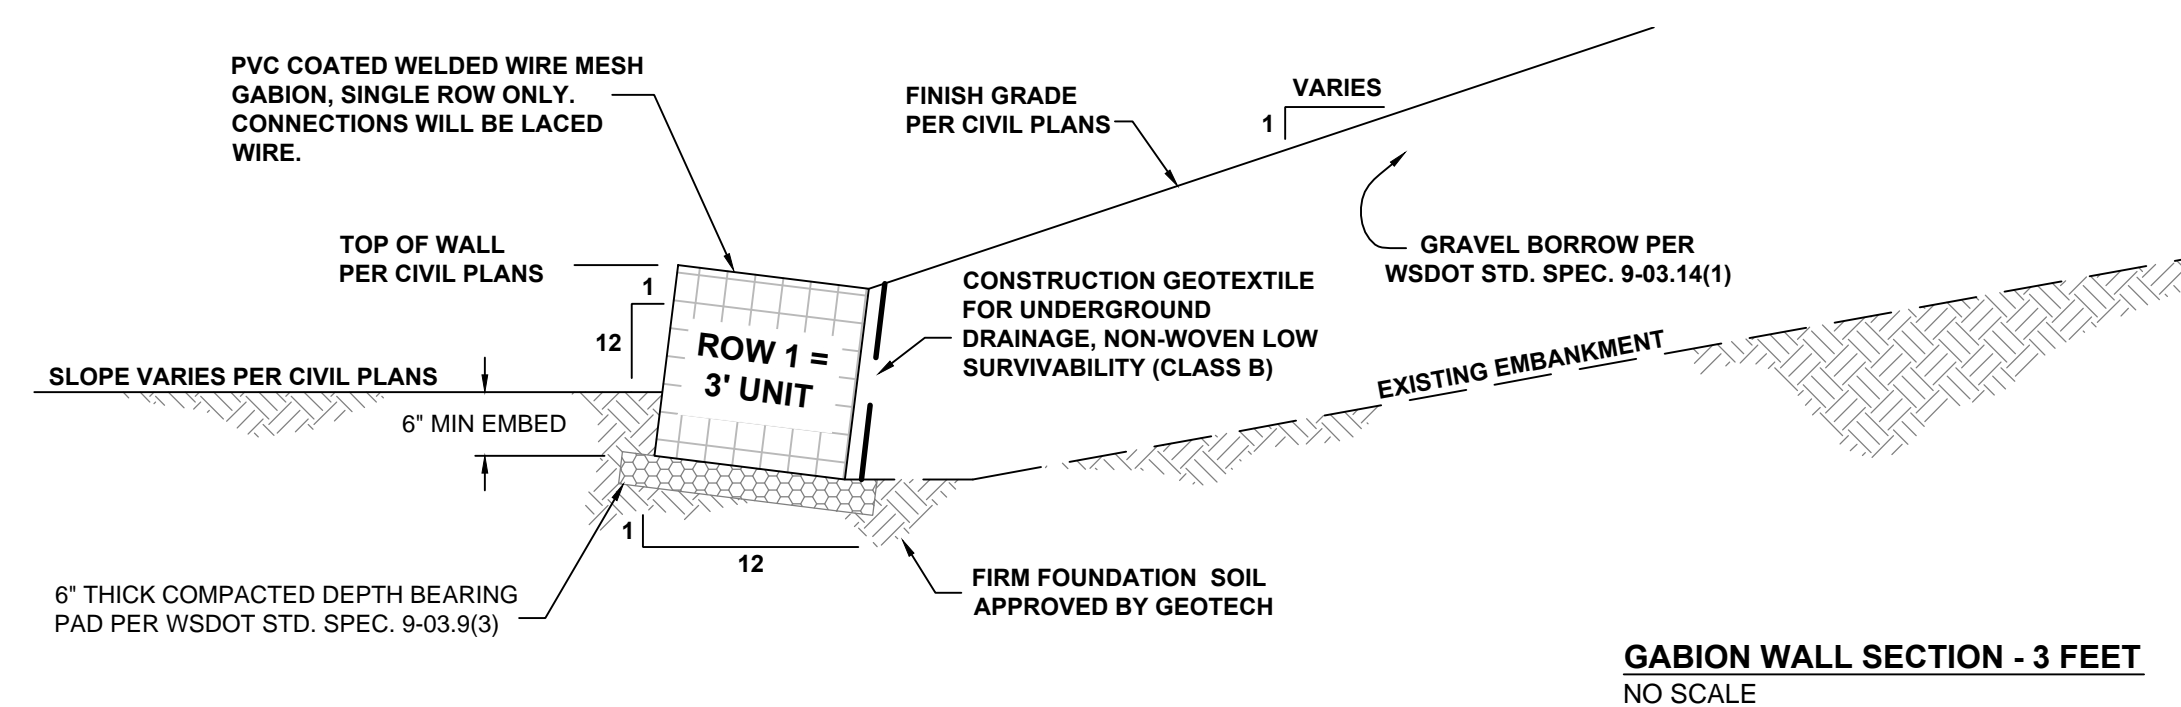 PVC COATED WELDED WIRE MESH
GABION, SINGLE ROW ONLY.
CONNECTIONS WILL BE LACED
WIRE.
FINISH GRADE
PER CIVIL PLANS
VARIES
1
TOP OF WALL
PER CIVIL PLANS
GRAVEL BORROW PER
WSDOT STD. SPEC. 9-03.14(1)
1
12
CONSTRUCTION GEOTEXTILE
FOR UNDERGROUND
DRAINAGE, NON-WOVEN LOW
SURVIVABILITY (CLASS B)
ROW 1 =
3' UNIT
SLOPE VARIES PER CIVIL PLANS
EXISTING EMBANKMENT
6" MIN EMBED
1
12
6" THICK COMPACTED DEPTH BEARING
PAD PER WSDOT STD. SPEC. 9-03.9(3)
FIRM FOUNDATION SOIL
APPROVED BY GEOTECH
GABION WALL SECTION - 3 FEET
NO SCALE